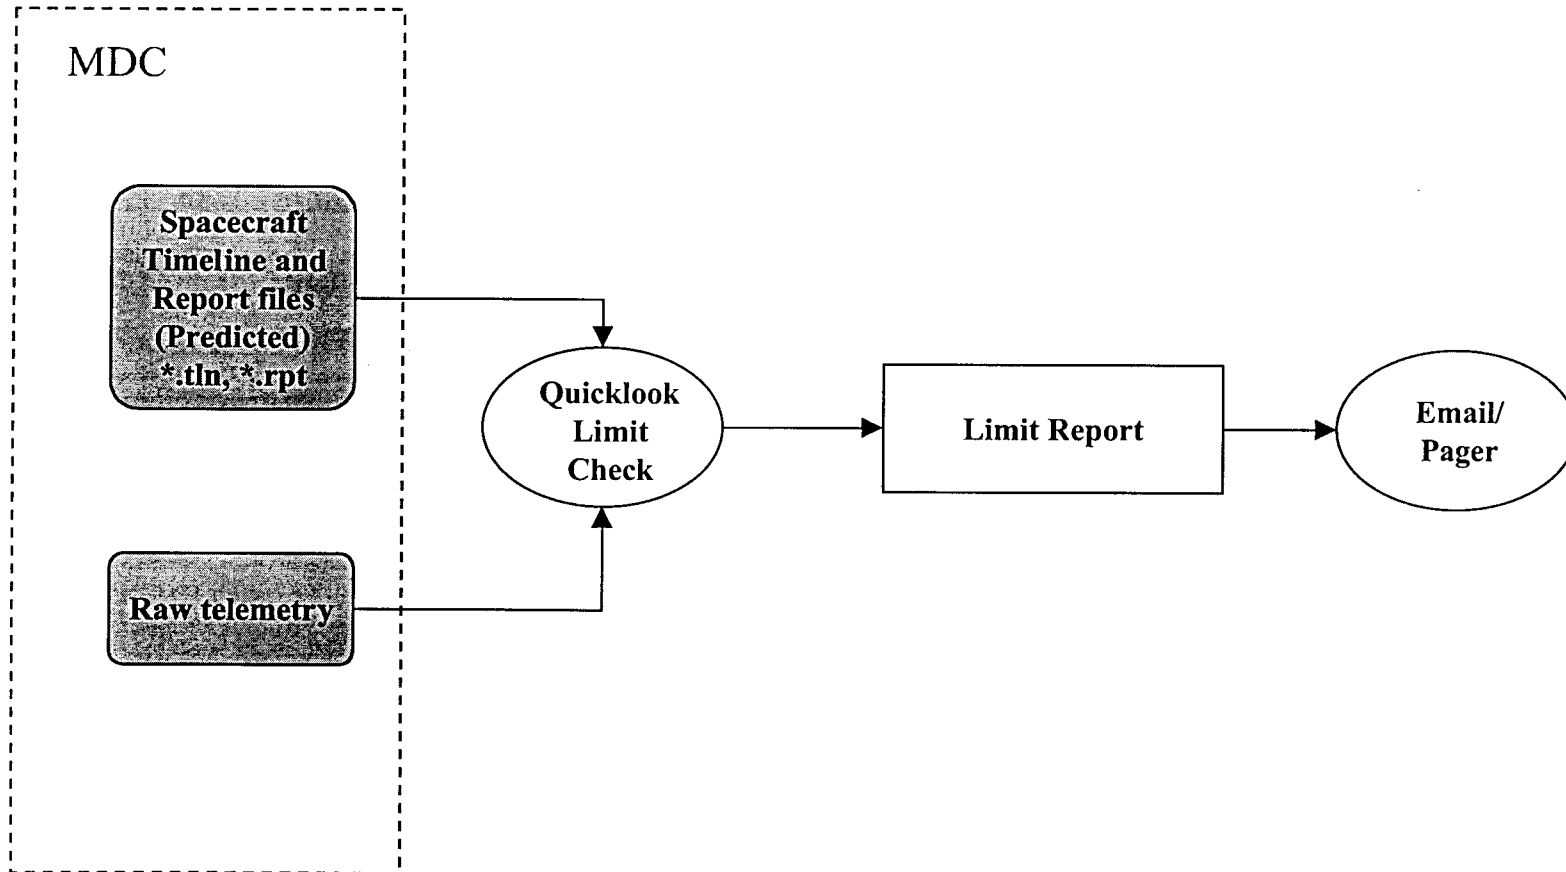 MDC
Spacecraft
Timeline and
Report files
(Predicted)
*.tln, *.rpt
Raw telemetry
Quicklook
Limit
Check
Limit Report
Email/
Pager